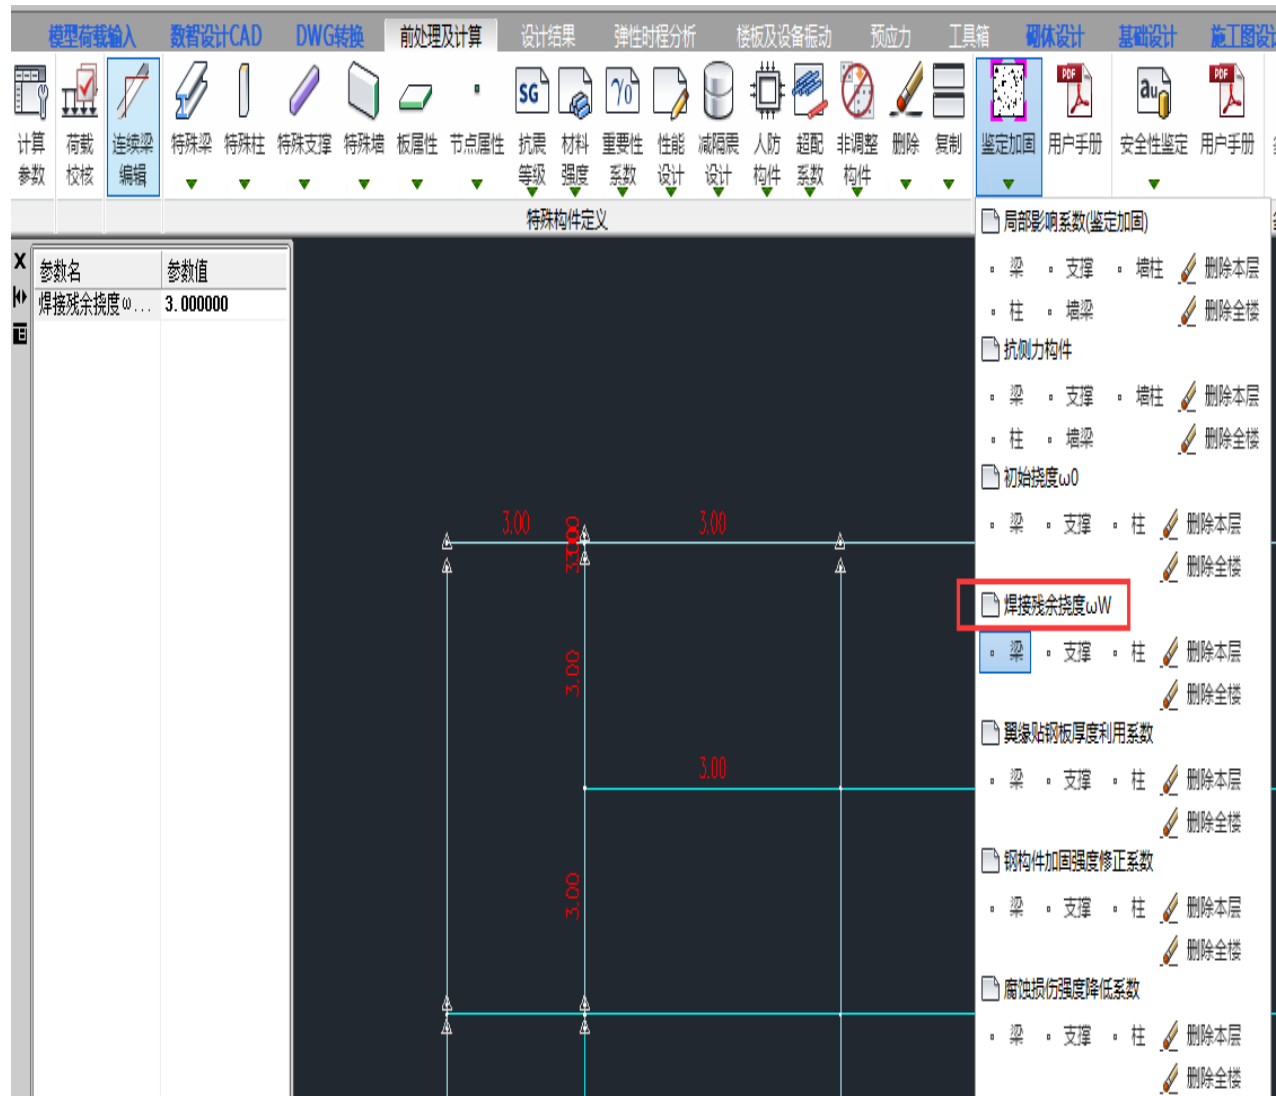 模型荷载输入 数智设计CAD DWG转换 前处理及计算 设计结果 弹性时程分析 楼板及设备振动 预应力 工具箱 砌体设计 基础设计 施工图设
计算参数 荷载校核 连续梁编辑 特殊梁 特殊柱 特殊支撑 特殊墙 板属性 节点属性 抗震等级 材料强度 重要性系数 性能设计 减隔震设计 人防构件 超配系数 非调整构件 删除 复制 鉴定加固 用户手册 安全性鉴定 用户手册
SG γ0 PDF au PDF
特殊构件定义
参数名 参数值
焊接残余挠度ω... 3.000000
局部影响系数(鉴定加固)
梁 支撑 墙柱 删除本层
柱 墙梁 删除全楼
抗侧力构件
梁 支撑 墙柱 删除本层
柱 墙梁 删除全楼
初始挠度ω0
梁 支撑 柱 删除本层
删除全楼
焊接残余挠度ωW
梁 支撑 柱 删除本层
删除全楼
翼缘贴钢板厚度利用系数
梁 支撑 柱 删除本层
删除全楼
钢构件加固强度修正系数
梁 支撑 柱 删除本层
删除全楼
腐蚀损伤强度降低系数
梁 支撑 柱 删除本层
删除全楼
3.00 3.00
3.00
3.00
3.00